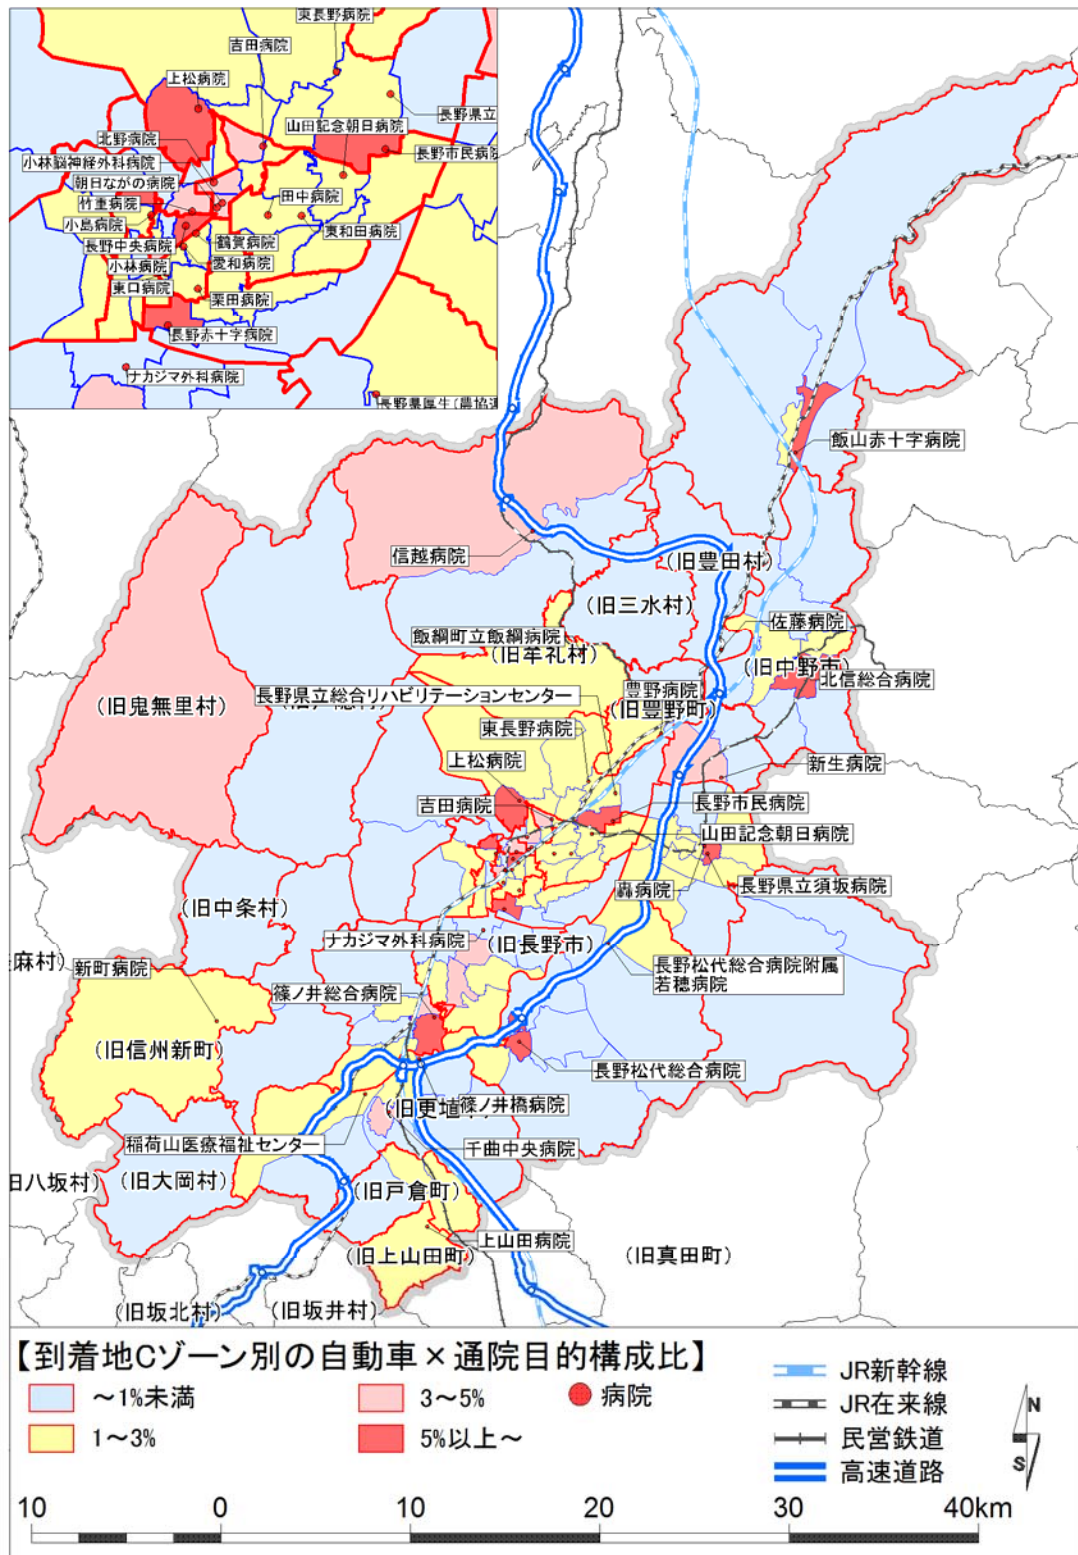 東長野病院
吉田病院
上松病院
長野県立
山田記念朝日病院
北野病院
長野市民病院
小林脳神経外科病院
朝日ながの病院
竹重病院
田中病院
小島病院
東和田病院
長野中央病院
鶴賀病院
小林病院
愛和病院
東口病院
栗田病院
長野赤十字病院
ナカジマ外科病院
長野県厚生(農協連
飯山赤十字病院
信越病院
(旧豊田村)
(旧三水村)
佐藤病院
飯綱町立飯綱病院
(旧牟礼村)
(旧中野市)
北信総合病院
豊野病院
長野県立総合リハビリテーションセンター
(旧鬼無里村)
(旧豊野町)
東長野病院
上松病院
新生病院
吉田病院
長野市民病院
山田記念朝日病院
轟病院
長野県立須坂病院
(旧中条村)
ナカジマ外科病院
(旧長野市)
麻村)
新町病院
長野松代総合病院附属
若穂病院
篠ノ井総合病院
(旧信州新町)
長野松代総合病院
(旧更埴
篠ノ井橋病院
稲荷山医療福祉センター
千曲中央病院
旧八坂村)
(旧大岡村)
(旧戸倉町)
上山田病院
(旧上山田町)
(旧真田町)
(旧坂北村)
(旧坂井村)
【到着地Cゾーン別の自動車×通院目的構成比】
～1%未満
3～5%
病院
1～3%
5%以上～
JR新幹線
JR在来線
民営鉄道
高速道路
N
S
10 0 10 20 30 40km